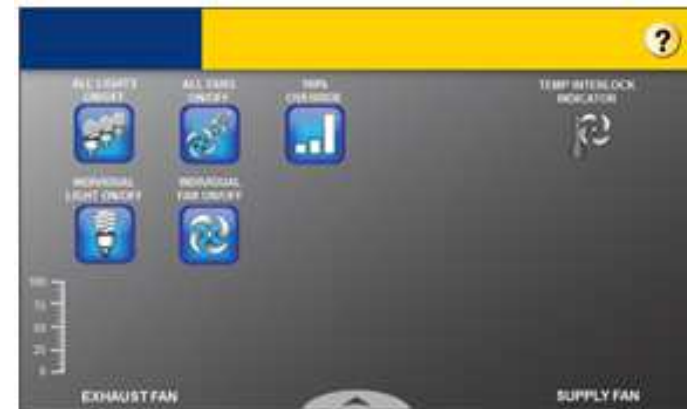 ?
ALL LIGHTS
ON/OFF
ALL FANS
ON/OFF
100%
OVERRIDE
TEMP INTERLOCK
INDICATOR
INDIVIDUAL
LIGHT ON/OFF
INDIVIDUAL
FAN ON/OFF
100
75
50
25
0
EXHAUST FAN
SUPPLY FAN